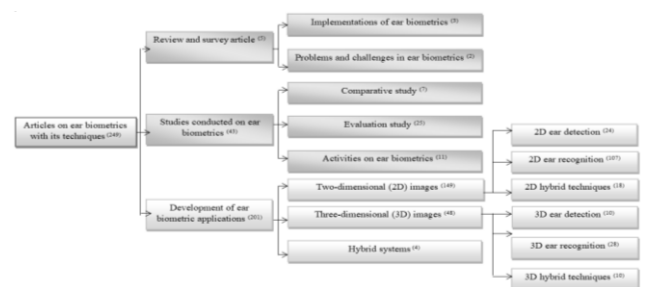 Articles on ear biometrics
with its techniques (249)
Review and survey article (5)
Implementations of ear biometrics (3)
Problems and challenges in ear biometrics (2)
Studies conducted on ear
biometrics (43)
Comparative study (7)
Evaluation study (25)
Activities on ear biometrics (11)
Development of ear
biometric applications (201)
Two-dimensional (2D) images (149)
2D ear detection (24)
2D ear recognition (107)
2D hybrid techniques (18)
Three-dimensional (3D) images (48)
3D ear detection (10)
3D ear recognition (28)
3D hybrid techniques (10)
Hybrid systems (4)